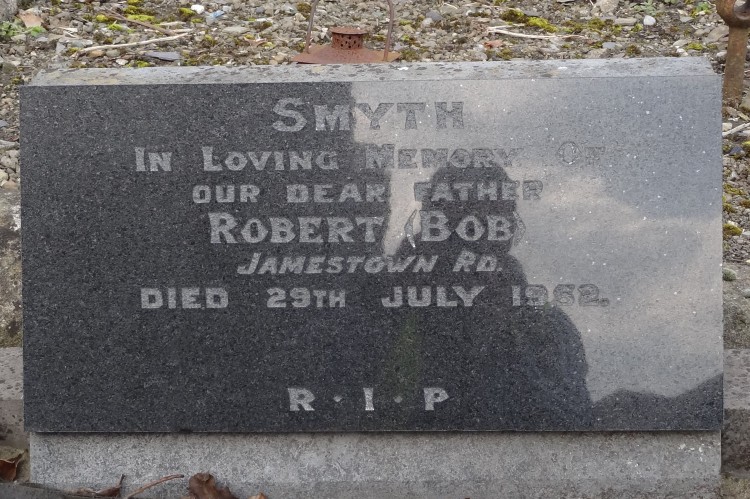 SMYTH
IN LOVING MEMORY OF
OUR DEAR FATHER
ROBERT (BOB)
JAMESTOWN RD.
DIED 29TH JULY 1962.
R·I·P